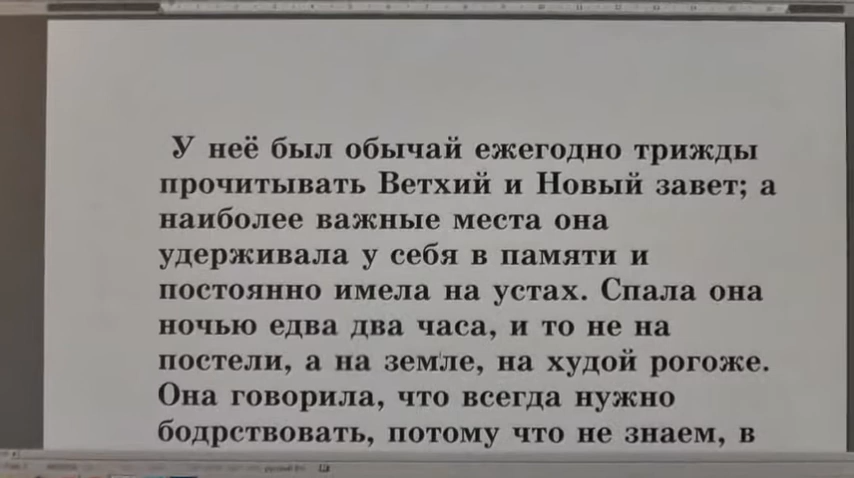 У неё был обычай ежегодно трижды
прочитывать Ветхий и Новый завет; а
наиболее важные места она
удерживала у себя в памяти и
постоянно имела на устах. Спала она
ночью едва два часа, и то не на
постели, а на земле, на худой рогоже.
Она говорила, что всегда нужно
бодрствовать, потому что не знаем, в